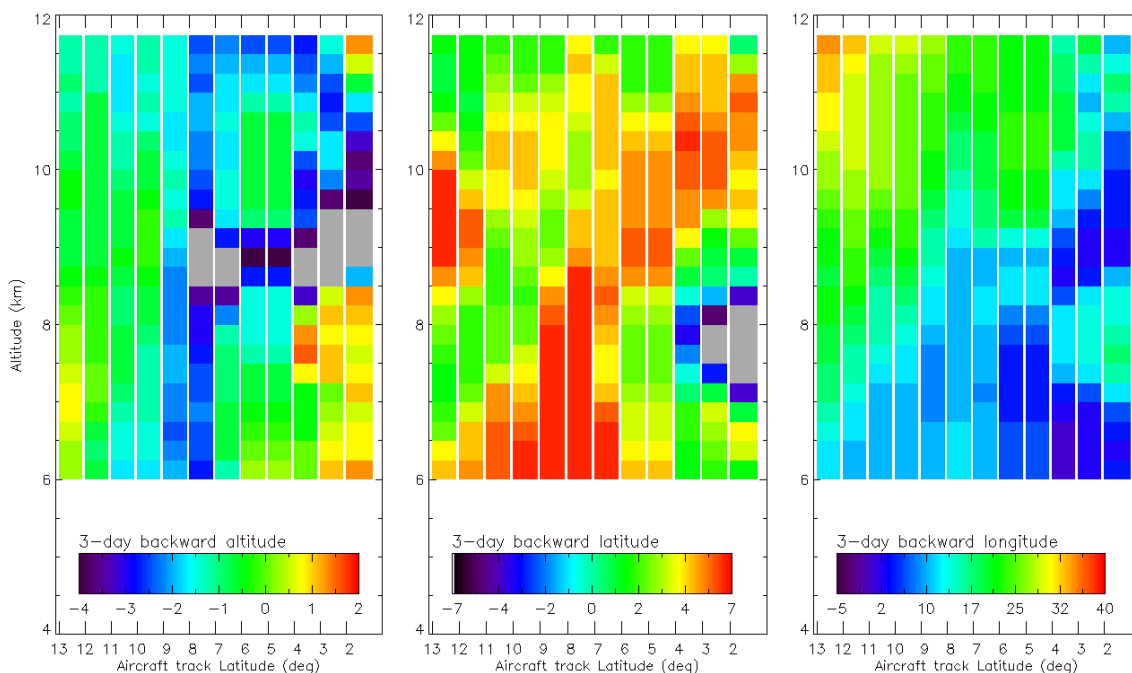 12 12 12
10 10 10
Altitude (km)
8 8 8
6 6 6
3-day backward altitude 3-day backward latitude 3-day backward longitude
-4 -3 -2 -1 0 1 2 -7 -4 -2 0 2 4 7 -5 2 10 17 25 32 40
4 4 4
13 12 11 10 9 8 7 6 5 4 3 2 13 12 11 10 9 8 7 6 5 4 3 2 13 12 11 10 9 8 7 6 5 4 3 2
Aircraft track Latitude (deg) Aircraft track Latitude (deg) Aircraft track Latitude (deg)